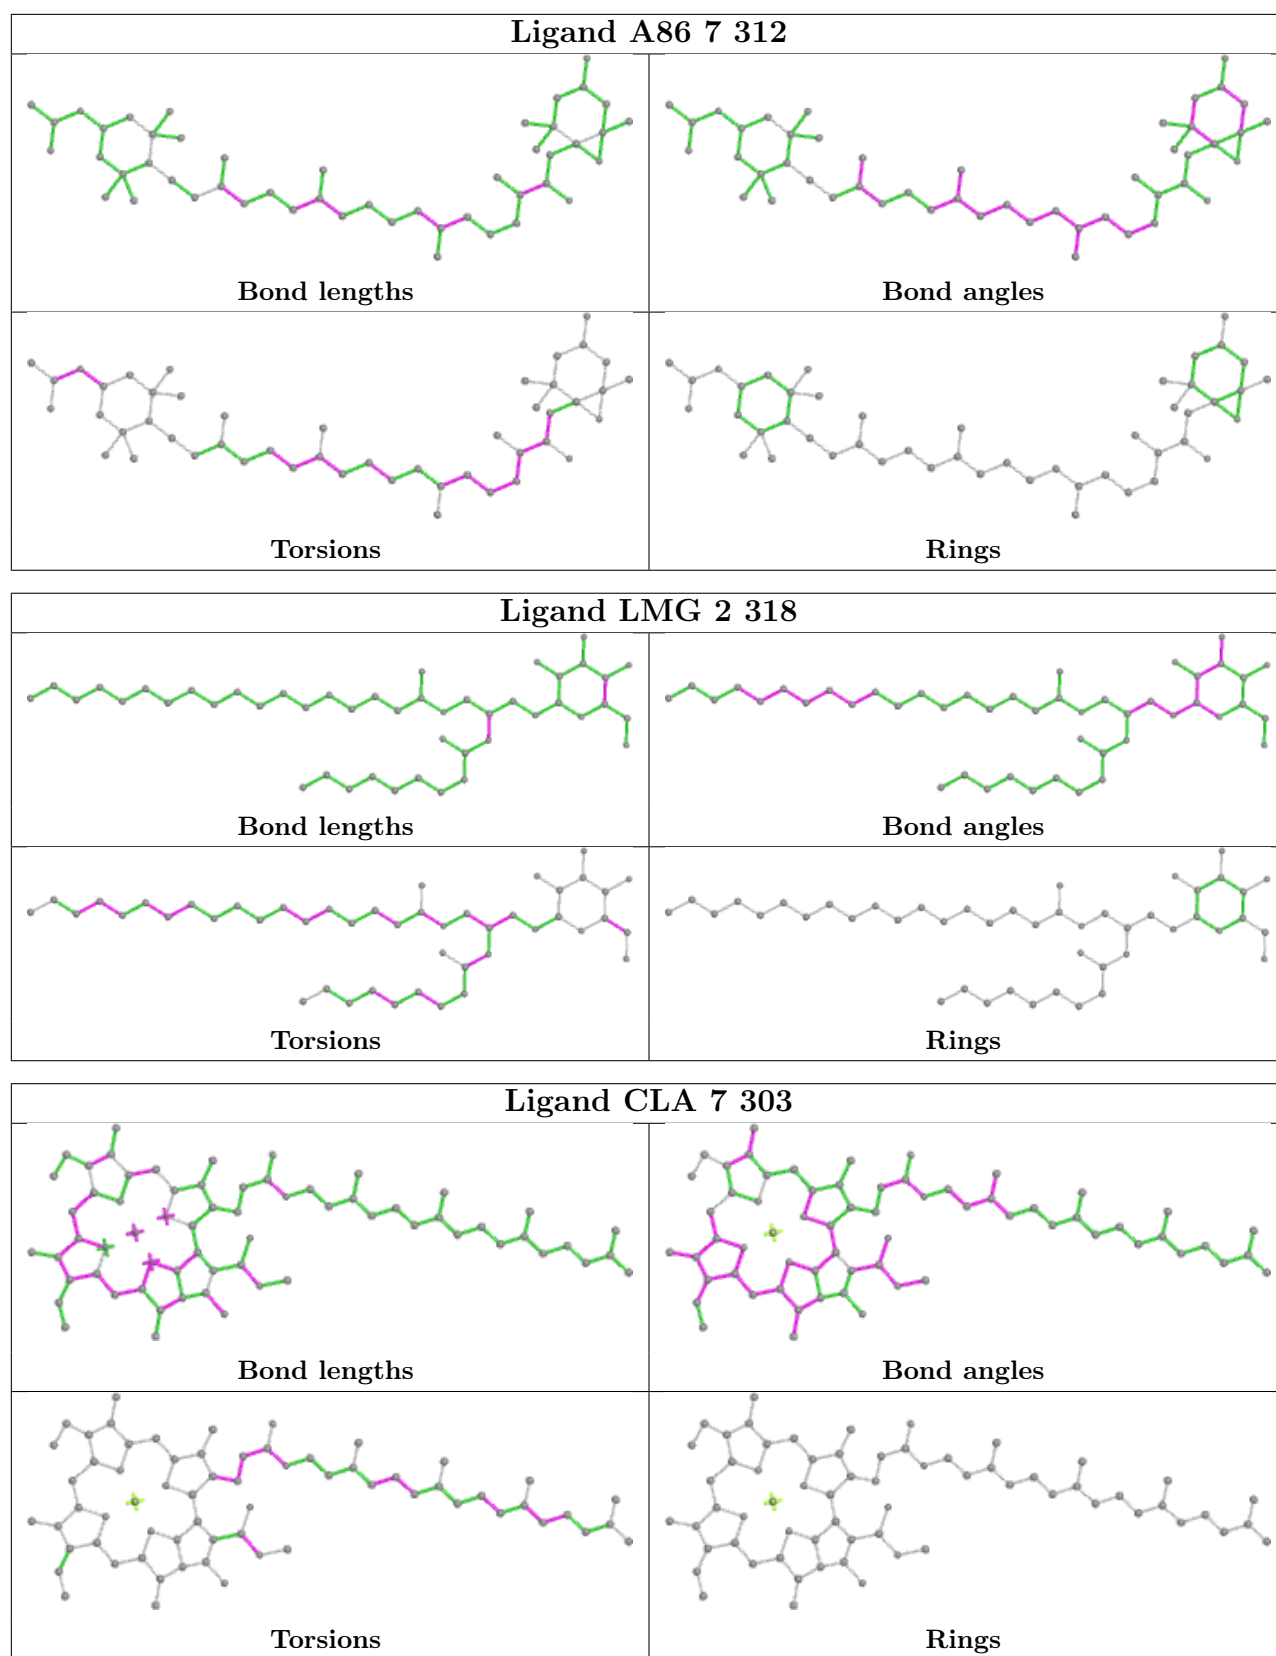 Ligand A86 7 312
Bond lengths
Bond angles
Torsions
Rings
Ligand LMG 2 318
Bond lengths
Bond angles
Torsions
Rings
Ligand CLA 7 303
Bond lengths
Bond angles
Torsions
Rings